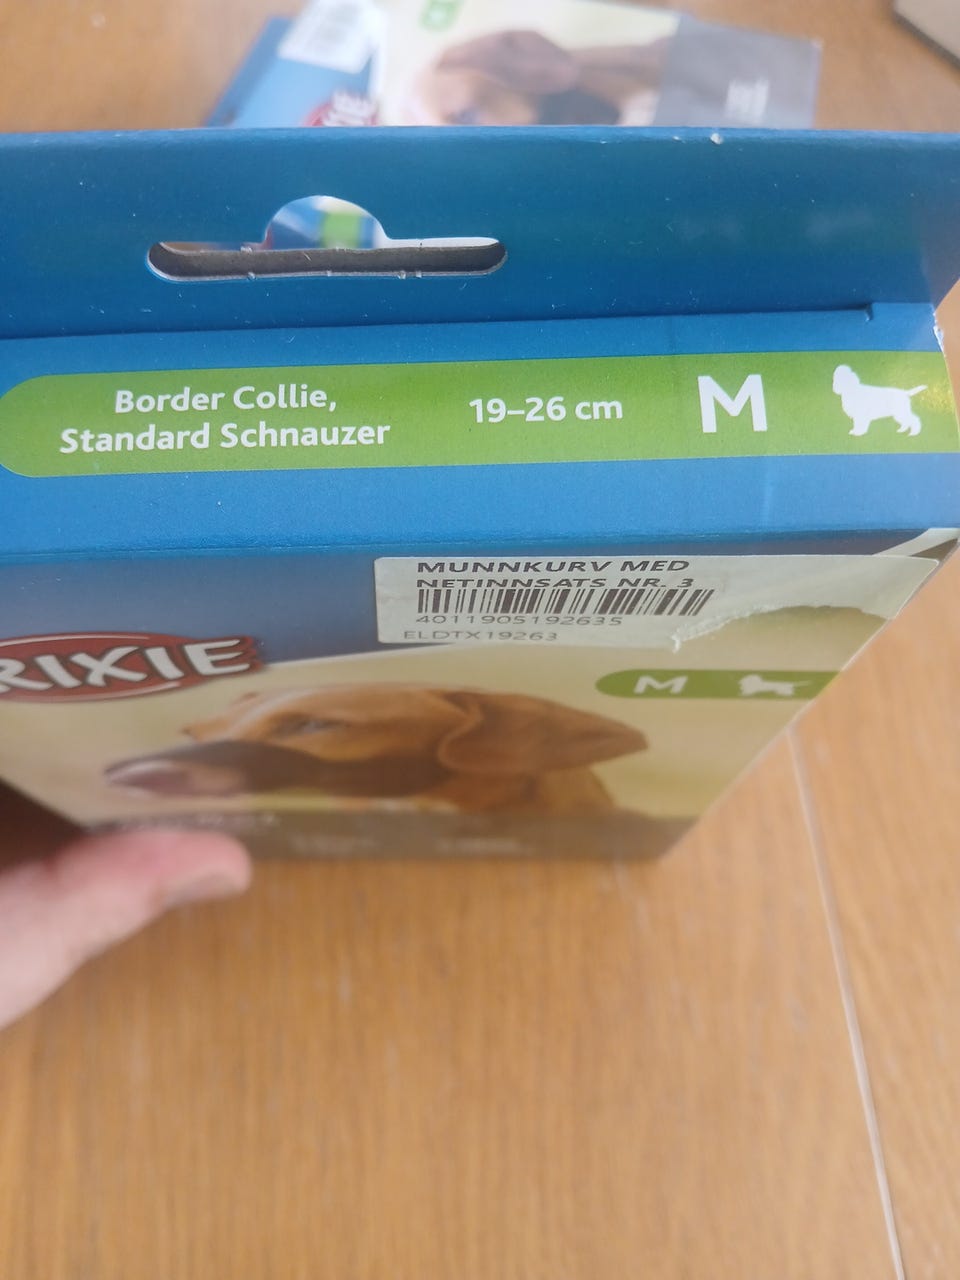 Border Collie,
Standard Schnauzer
19–26 cm
M
MUNNKURV MED
NETINNSATS NR. 3
4011905192635
ELDTX19263
RIXIE
M